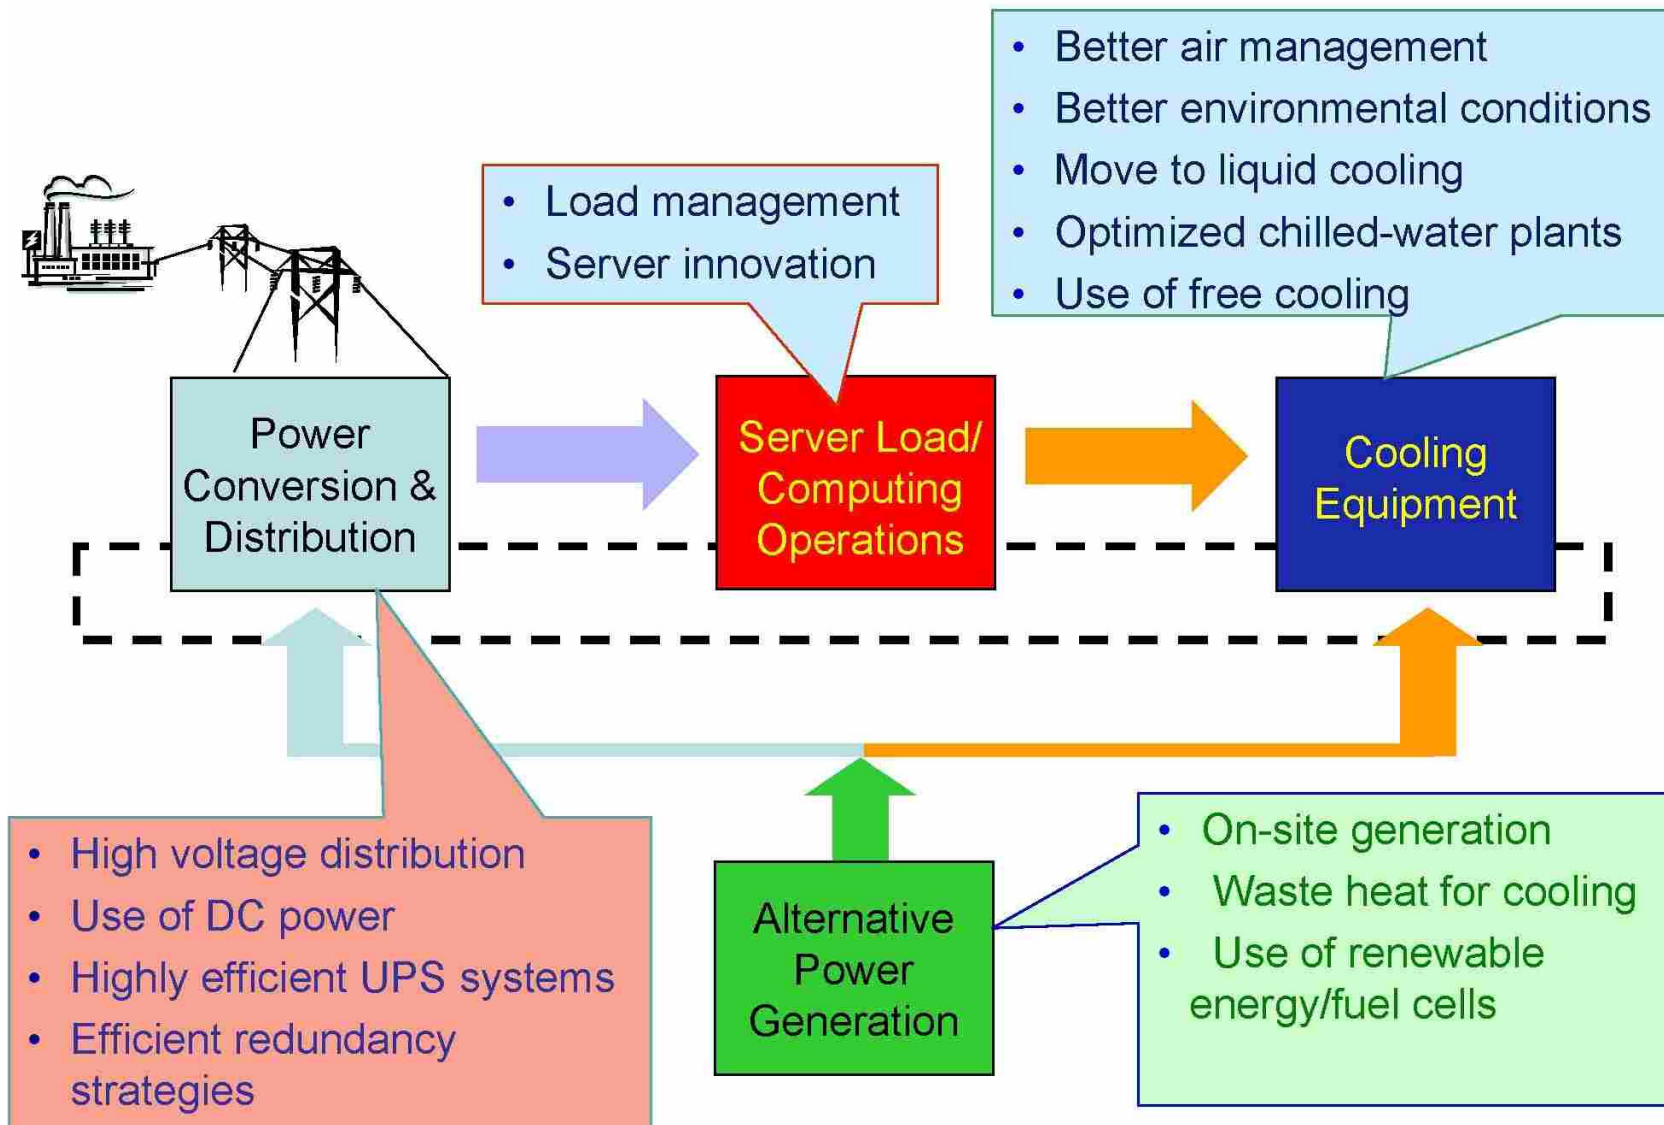 • Better air management
• Better environmental conditions
• Move to liquid cooling
• Optimized chilled-water plants
• Use of free cooling
• Load management
• Server innovation
Power
Conversion &
Distribution
Server Load/
Computing
Operations
Cooling
Equipment
• High voltage distribution
• Use of DC power
• Highly efficient UPS systems
• Efficient redundancy
strategies
Alternative
Power
Generation
• On-site generation
• Waste heat for cooling
• Use of renewable
energy/fuel cells